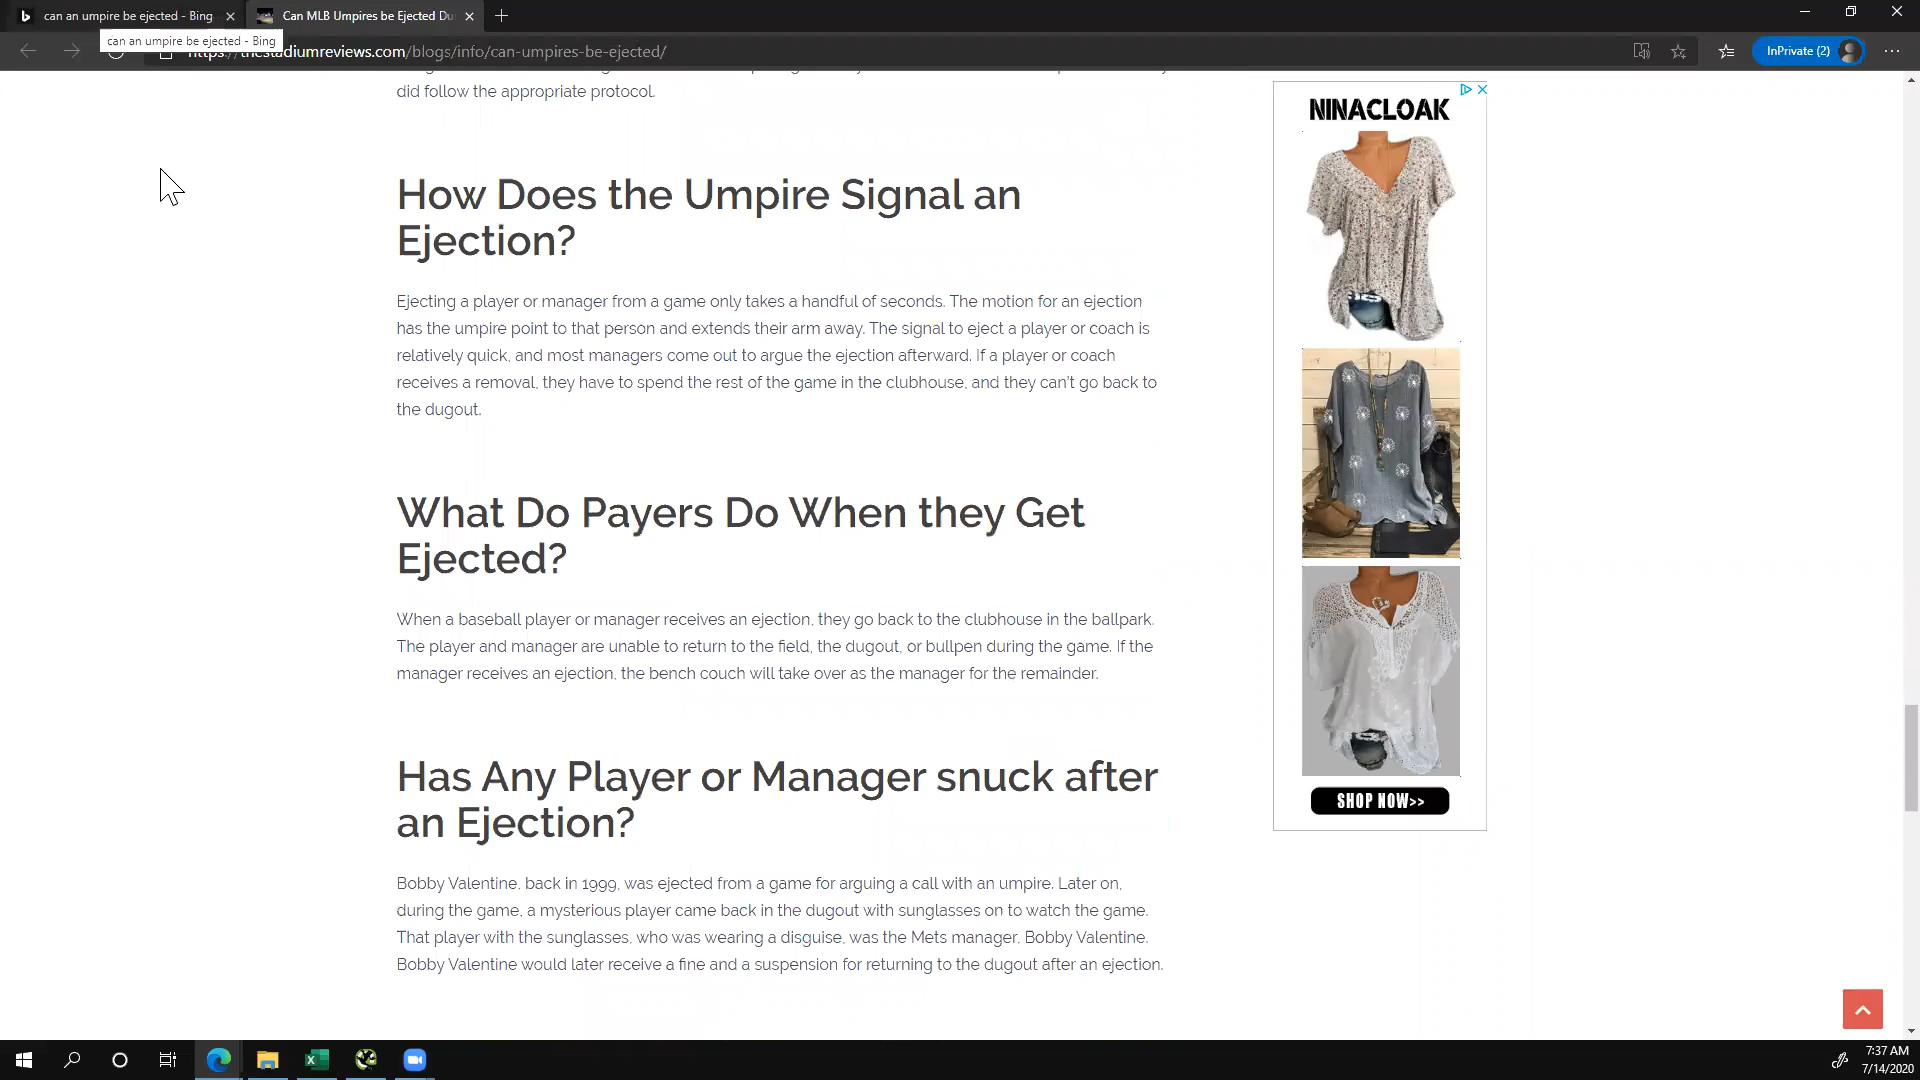 can an umpire be ejected - Bing
Can MLB Umpires be Ejected Du
can an umpire be ejected - Bing
https://thestadiumreviews.com/blogs/info/can-umpires-be-ejected/
InPrivate (2)
did follow the appropriate protocol.
How Does the Umpire Signal an
Ejection?
Ejecting a player or manager from a game only takes a handful of seconds. The motion for an ejection
has the umpire point to that person and extends their arm away. The signal to eject a player or coach is
relatively quick, and most managers come out to argue the ejection afterward. If a player or coach
receives a removal, they have to spend the rest of the game in the clubhouse, and they can't go back to
the dugout.
What Do Payers Do When they Get
Ejected?
When a baseball player or manager receives an ejection, they go back to the clubhouse in the ballpark.
The player and manager are unable to return to the field, the dugout, or bullpen during the game. If the
manager receives an ejection, the bench couch will take over as the manager for the remainder.
Has Any Player or Manager snuck after
an Ejection?
Bobby Valentine, back in 1999, was ejected from a game for arguing a call with an umpire. Later on,
during the game, a mysterious player came back in the dugout with sunglasses on to watch the game.
That player with the sunglasses, who was wearing a disguise, was the Mets manager, Bobby Valentine.
Bobby Valentine would later receive a fine and a suspension for returning to the dugout after an ejection.
NINACLOAK
SHOP NOW>>
7:37 AM
7/14/2020